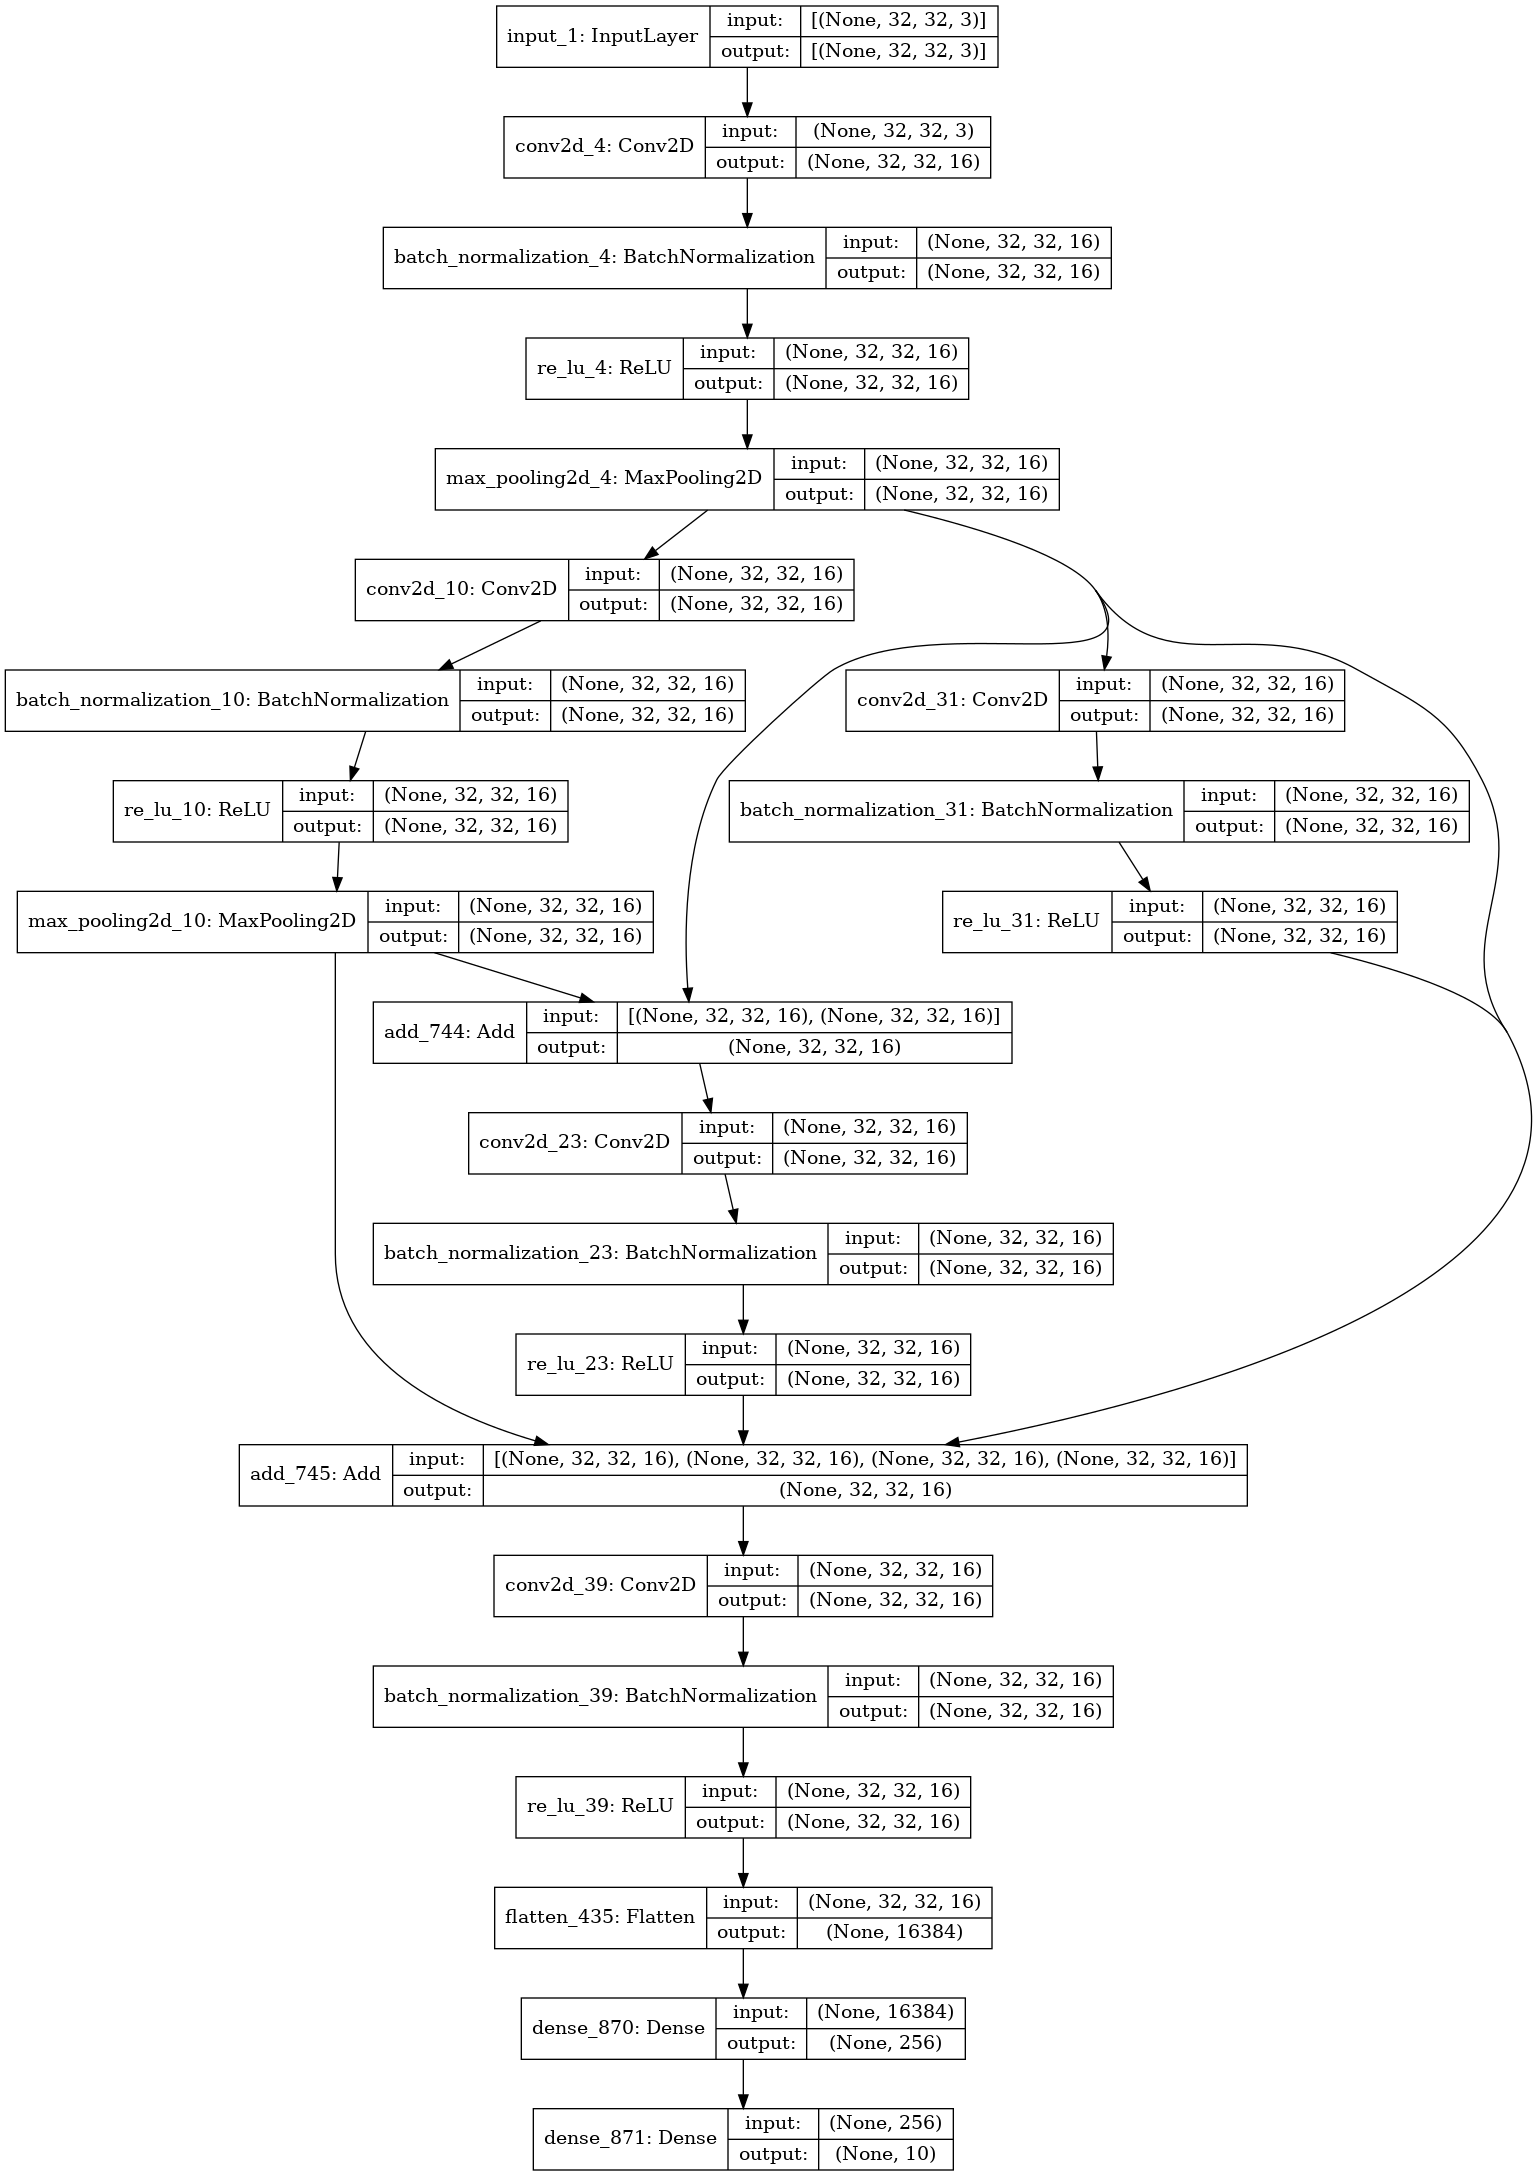 input_1: InputLayer
input:
[(None, 32, 32, 3)]
output:
[(None, 32, 32, 3)]
conv2d_4: Conv2D
input:
(None, 32, 32, 3)
output:
(None, 32, 32, 16)
batch_normalization_4: BatchNormalization
input:
(None, 32, 32, 16)
output:
(None, 32, 32, 16)
re_lu_4: ReLU
input:
(None, 32, 32, 16)
output:
(None, 32, 32, 16)
max_pooling2d_4: MaxPooling2D
input:
(None, 32, 32, 16)
output:
(None, 32, 32, 16)
conv2d_10: Conv2D
input:
(None, 32, 32, 16)
output:
(None, 32, 32, 16)
batch_normalization_10: BatchNormalization
input:
(None, 32, 32, 16)
output:
(None, 32, 32, 16)
conv2d_31: Conv2D
input:
(None, 32, 32, 16)
output:
(None, 32, 32, 16)
re_lu_10: ReLU
input:
(None, 32, 32, 16)
output:
(None, 32, 32, 16)
batch_normalization_31: BatchNormalization
input:
(None, 32, 32, 16)
output:
(None, 32, 32, 16)
max_pooling2d_10: MaxPooling2D
input:
(None, 32, 32, 16)
output:
(None, 32, 32, 16)
re_lu_31: ReLU
input:
(None, 32, 32, 16)
output:
(None, 32, 32, 16)
add_744: Add
input:
[(None, 32, 32, 16), (None, 32, 32, 16)]
output:
(None, 32, 32, 16)
conv2d_23: Conv2D
input:
(None, 32, 32, 16)
output:
(None, 32, 32, 16)
batch_normalization_23: BatchNormalization
input:
(None, 32, 32, 16)
output:
(None, 32, 32, 16)
re_lu_23: ReLU
input:
(None, 32, 32, 16)
output:
(None, 32, 32, 16)
add_745: Add
input:
[(None, 32, 32, 16), (None, 32, 32, 16), (None, 32, 32, 16), (None, 32, 32, 16)]
output:
(None, 32, 32, 16)
conv2d_39: Conv2D
input:
(None, 32, 32, 16)
output:
(None, 32, 32, 16)
batch_normalization_39: BatchNormalization
input:
(None, 32, 32, 16)
output:
(None, 32, 32, 16)
re_lu_39: ReLU
input:
(None, 32, 32, 16)
output:
(None, 32, 32, 16)
flatten_435: Flatten
input:
(None, 32, 32, 16)
output:
(None, 16384)
dense_870: Dense
input:
(None, 16384)
output:
(None, 256)
dense_871: Dense
input:
(None, 256)
output:
(None, 10)